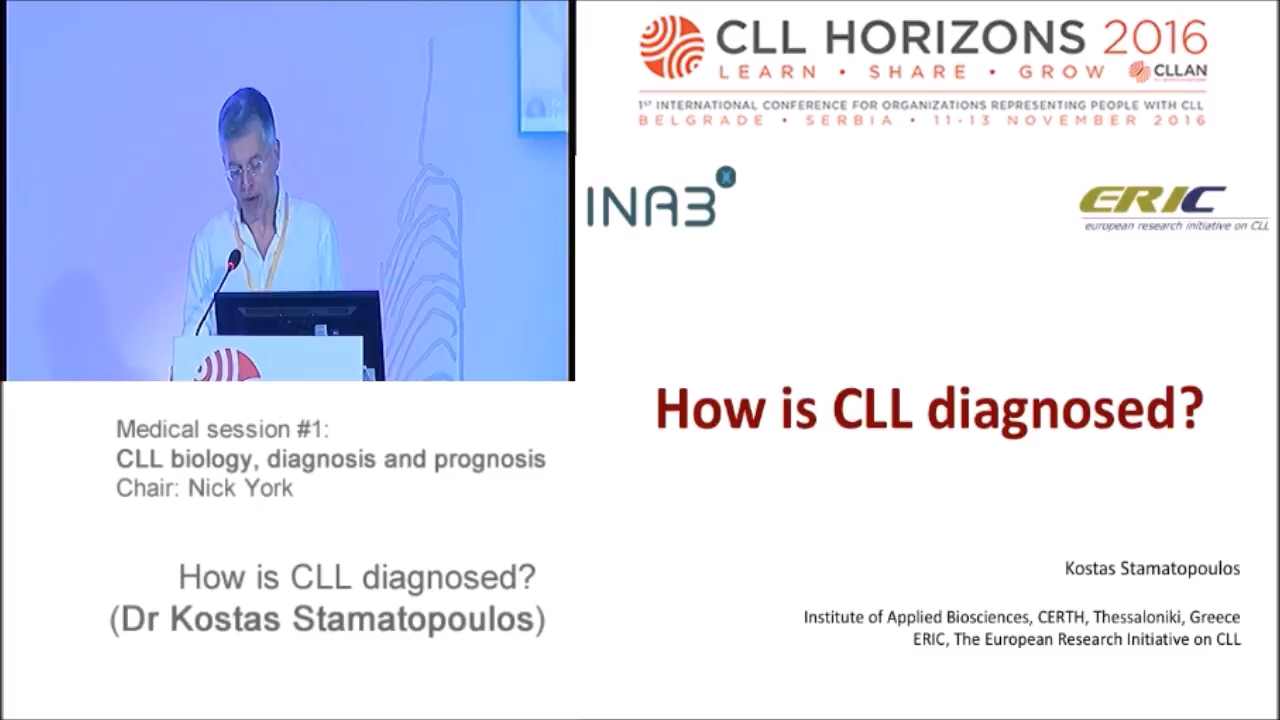 CLL HORIZONS 2016
LEARN • SHARE • GROW CLLAN
1ST INTERNATIONAL CONFERENCE FOR ORGANIZATIONS REPRESENTING PEOPLE WITH CLL
BELGRADE • SERBIA • 11-13 NOVEMBER 2016
INAB
ERIC
european research initiative on CLL
How is CLL diagnosed?
Medical session #1:
CLL biology, diagnosis and prognosis
Chair: Nick York
How is CLL diagnosed?
(Dr Kostas Stamatopoulos)
Kostas Stamatopoulos
Institute of Applied Biosciences, CERTH, Thessaloniki, Greece
ERIC, The European Research Initiative on CLL